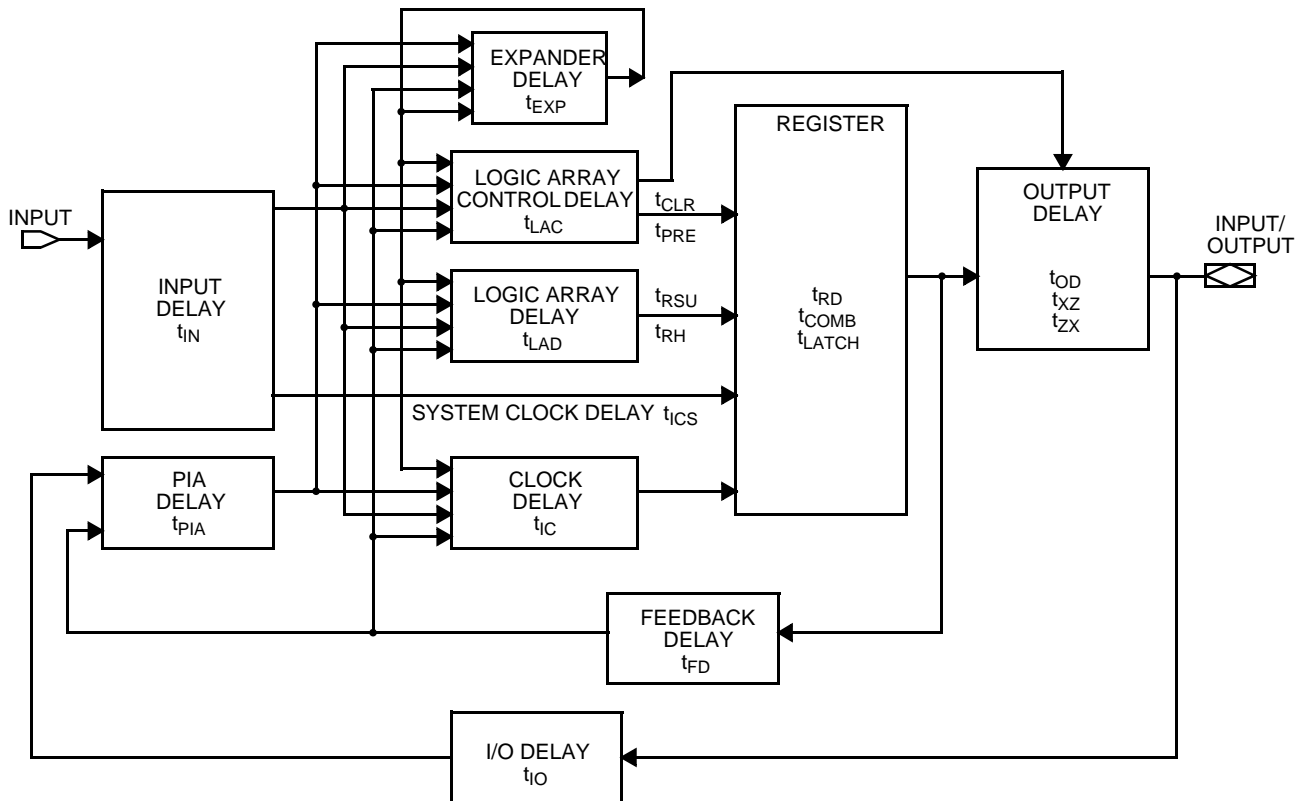 EXPANDER
DELAY
tEXP
REGISTER
LOGIC ARRAY
CONTROL DELAY
tLAC
tCLR
tPRE
OUTPUT
DELAY
tOD
tXZ
tZX
INPUT
INPUT/
OUTPUT
INPUT
DELAY
tIN
LOGIC ARRAY
DELAY
tLAD
tRSU
tRH
tRD
tCOMB
tLATCH
SYSTEM CLOCK DELAY tICS
PIA
DELAY
tPIA
CLOCK
DELAY
tIC
FEEDBACK
DELAY
tFD
I/O DELAY
tIO